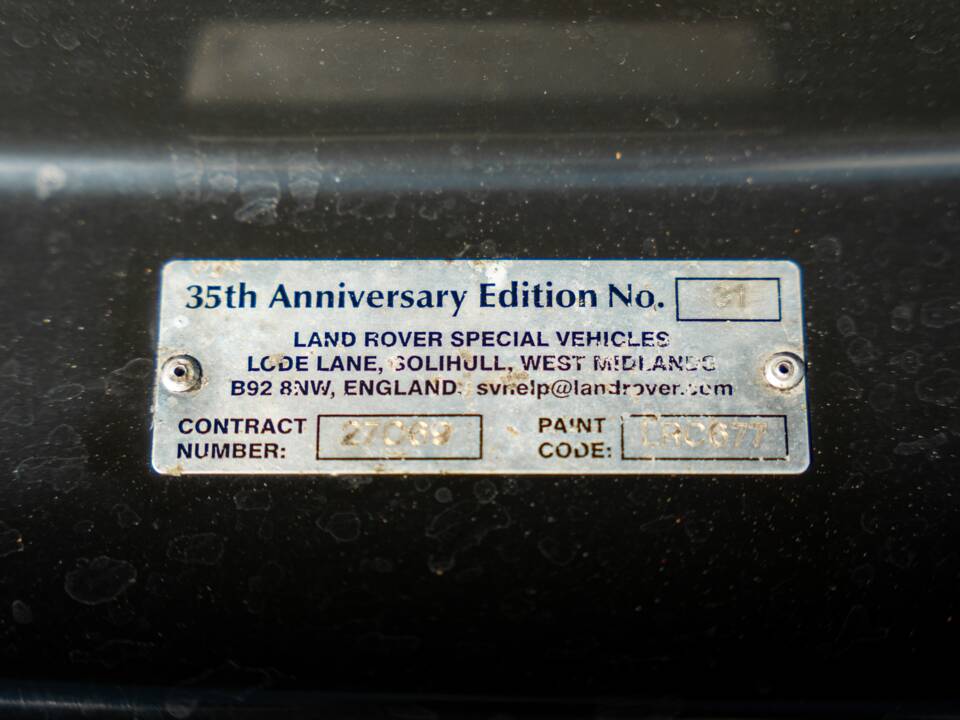 35th Anniversary Edition No.
LAND ROVER SPECIAL VEHICLES
LODE LANE, SOLIHULL, WEST MIDLANDS
B92 8NW, ENGLAND. svhelp@landrover.com
CONTRACT NUMBER: 27C69
PAINT CODE: LRC677